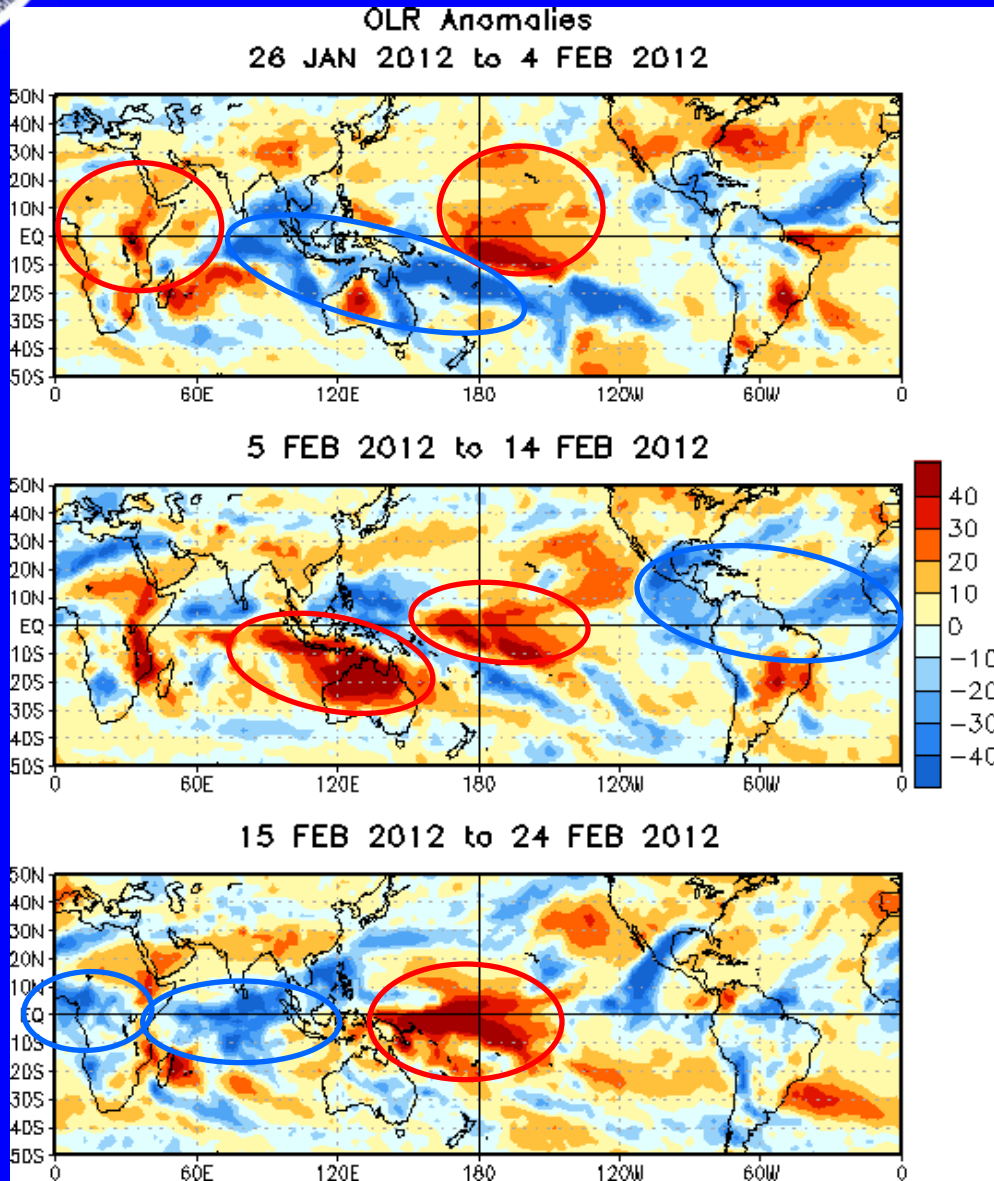 OLR Anomalies
26 JAN 2012 to 4 FEB 2012
50N
40N
30N
20N
10N
EQ
10S
20S
30S
40S
50S
0 60E 120E 180 120W 60W 0
5 FEB 2012 to 14 FEB 2012
50N
40N
30N
20N
10N
EQ
10S
20S
30S
40S
50S
0 60E 120E 180 120W 60W 0
40
30
20
10
0
-10
-20
-30
-40
15 FEB 2012 to 24 FEB 2012
50N
40N
30N
20N
10N
EQ
10S
20S
30S
40S
50S
0 60E 120E 180 120W 60W 0